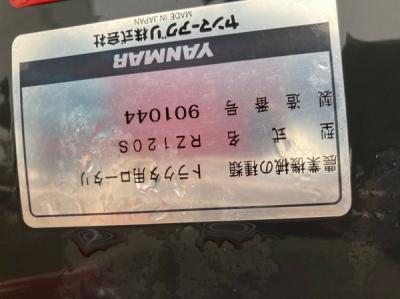 農業機械の種類 トラクタ用ロータリ
型式名 RZ120S
製造番号 901044
YANMAR
MADE IN JAPAN
ヤンマーアグリ株式会社